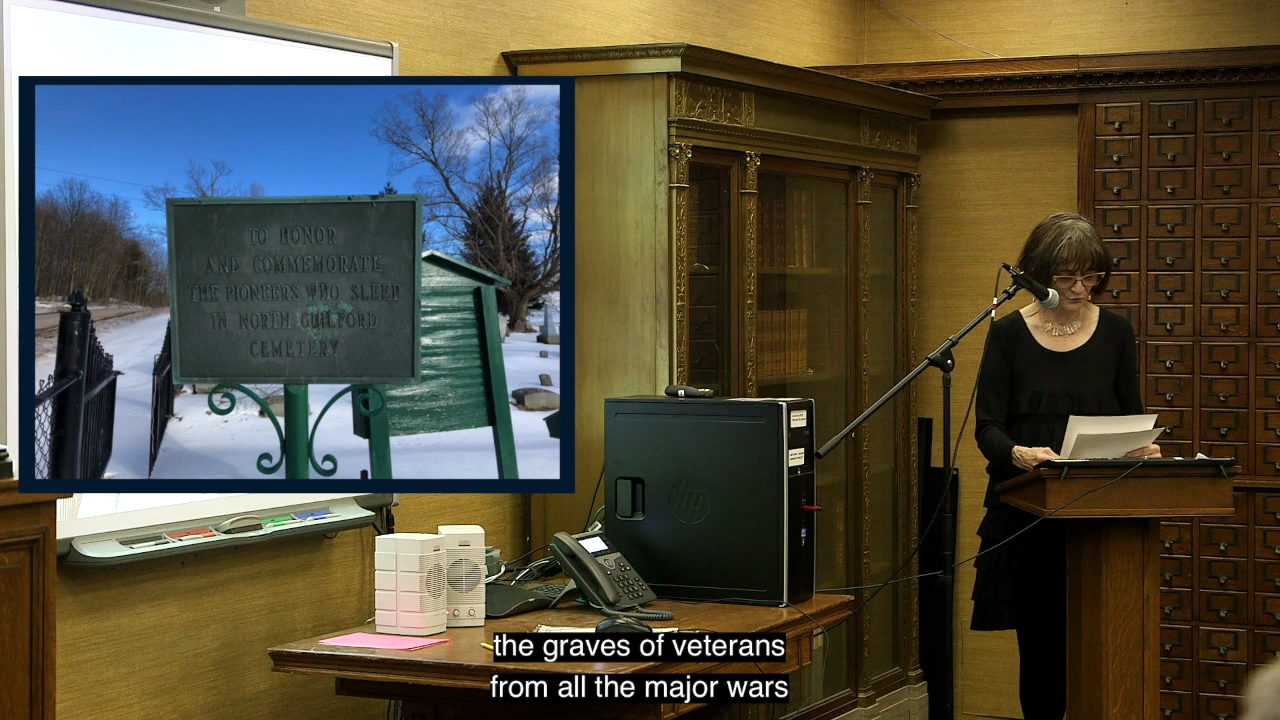 TO HONOR
AND COMMEMORATE
THE PIONEERS WHO SLEEP
IN NORTH GUILFORD
CEMETERY
hp
the graves of veterans
from all the major wars